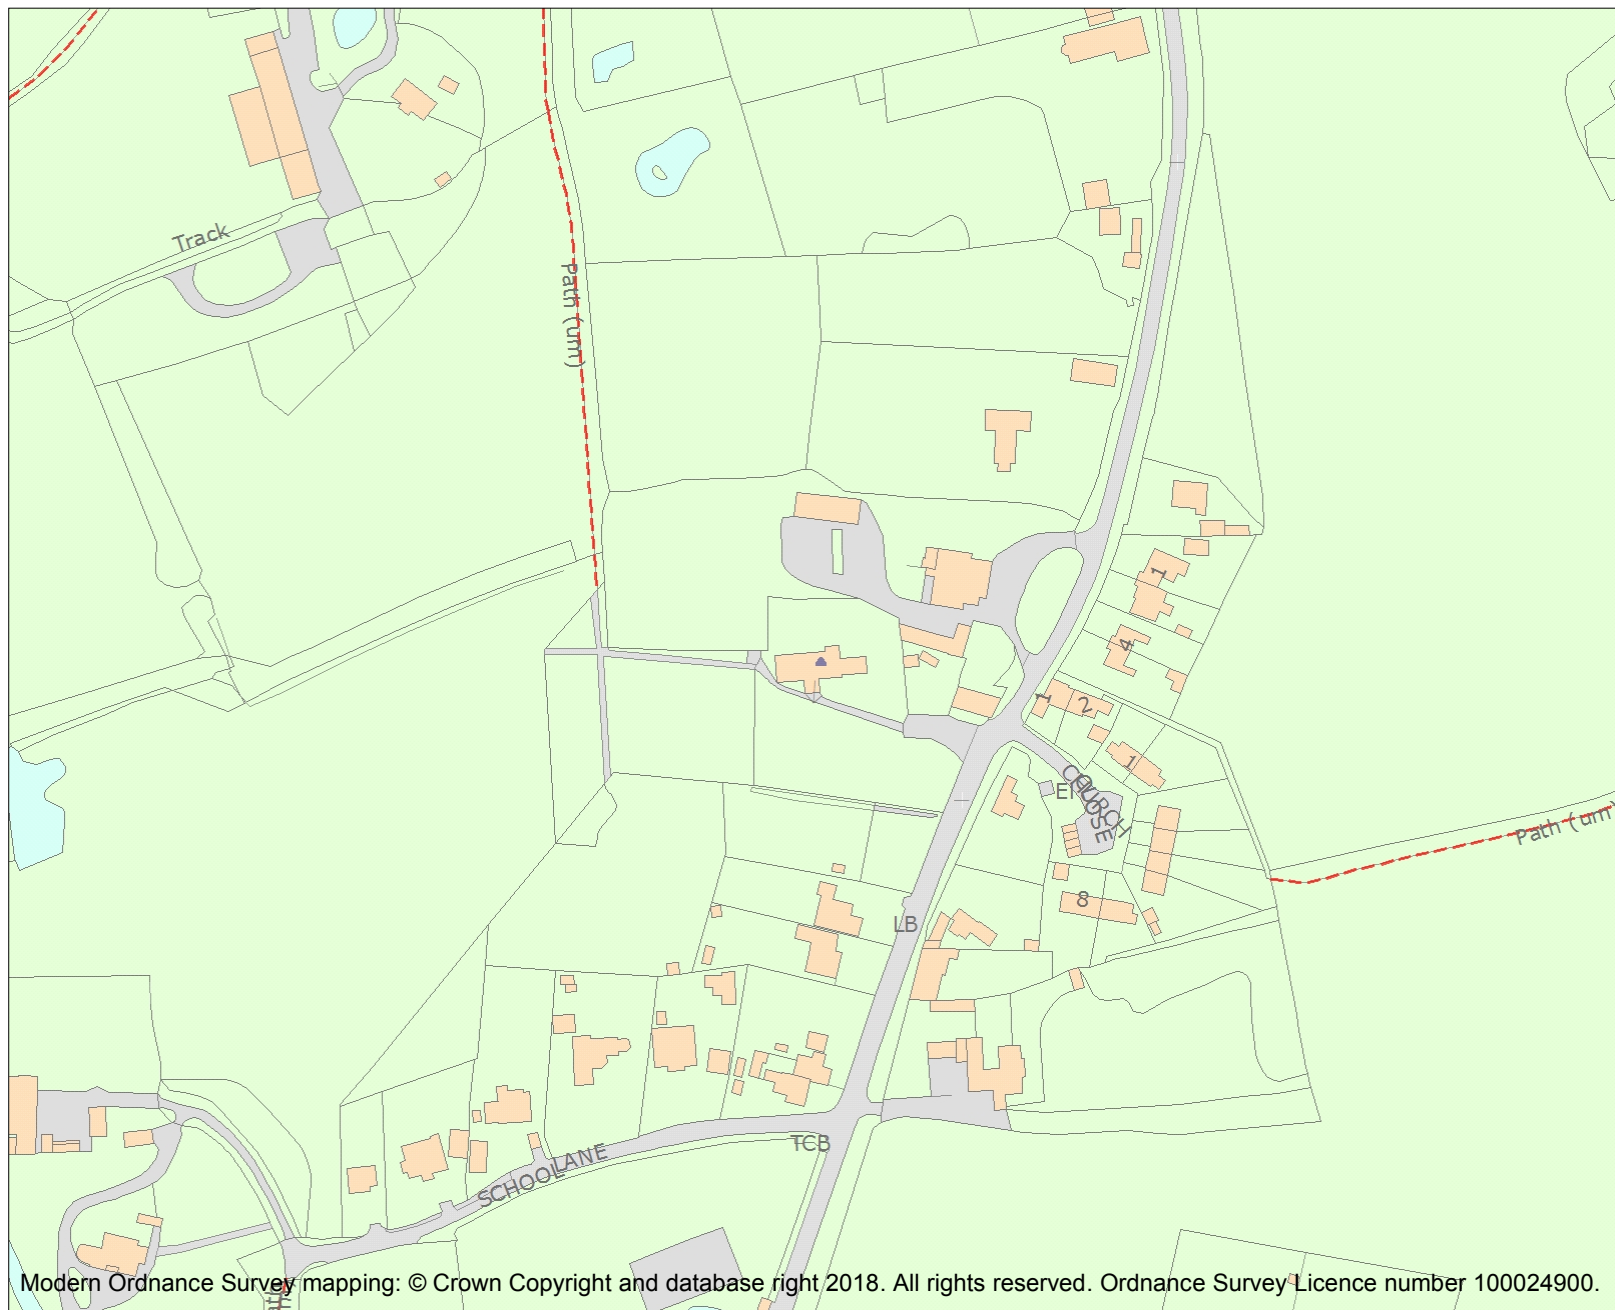 Track
Path (um)
1
4
1
2
1
CHURCH
CLOSE
El
Path (um
8
LB
TCB
SCHOOL LANE
Modern Ordnance Survey mapping: © Crown Copyright and database right 2018. All rights reserved. Ordnance Survey Licence number 100024900.